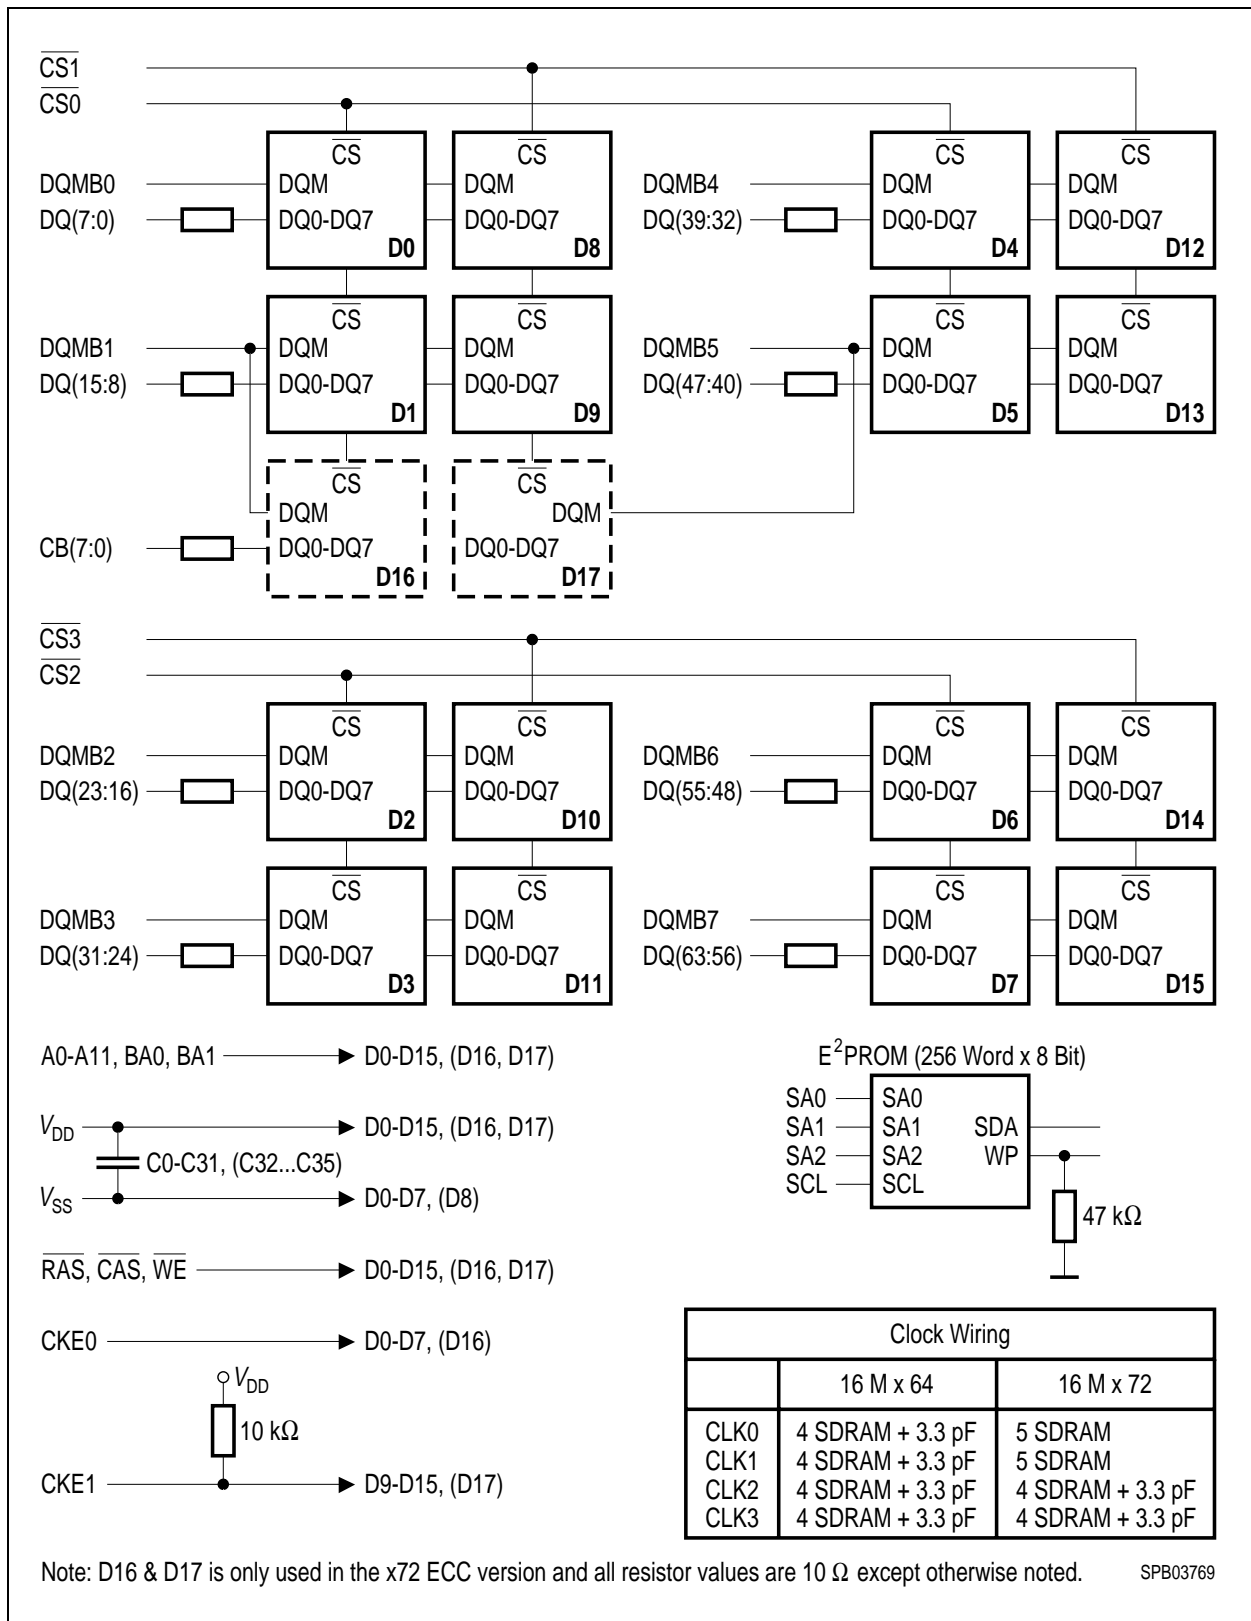 CS1
CS0
CS CS CS CS
DQMB0 DQM DQM DQMB4 DQM DQM
DQ(7:0) DQ0-DQ7 DQ0-DQ7 DQ(39:32) DQ0-DQ7 DQ0-DQ7
D0 D8 D4 D12
CS CS CS CS
DQMB1 DQM DQM DQMB5 DQM DQM
DQ(15:8) DQ0-DQ7 DQ0-DQ7 DQ(47:40) DQ0-DQ7 DQ0-DQ7
D1 D9 D5 D13
CS CS
DQM DQM
CB(7:0) DQ0-DQ7 DQ0-DQ7
D16 D17
CS3
CS2
CS CS CS CS
DQMB2 DQM DQM DQMB6 DQM DQM
DQ(23:16) DQ0-DQ7 DQ0-DQ7 DQ(55:48) DQ0-DQ7 DQ0-DQ7
D2 D10 D6 D14
CS CS CS CS
DQMB3 DQM DQM DQMB7 DQM DQM
DQ(31:24) DQ0-DQ7 DQ0-DQ7 DQ(63:56) DQ0-DQ7 DQ0-DQ7
D3 D11 D7 D15
A0-A11, BA0, BA1 D0-D15, (D16, D17)
VDD D0-D15, (D16, D17)
C0-C31, (C32...C35)
VSS D0-D7, (D8)
RAS, CAS, WE D0-D15, (D16, D17)
CKE0 D0-D7, (D16)
VDD
10 kΩ
CKE1 D9-D15, (D17)
E²PROM (256 Word x 8 Bit)
SA0 SA0
SA1 SA1 SDA
SA2 SA2 WP
SCL SCL
47 kΩ
Clock Wiring
16 M x 64 16 M x 72
CLK0 4 SDRAM + 3.3 pF 5 SDRAM
CLK1 4 SDRAM + 3.3 pF 5 SDRAM
CLK2 4 SDRAM + 3.3 pF 4 SDRAM + 3.3 pF
CLK3 4 SDRAM + 3.3 pF 4 SDRAM + 3.3 pF
Note: D16 & D17 is only used in the x72 ECC version and all resistor values are 10 Ω except otherwise noted.
SPB03769